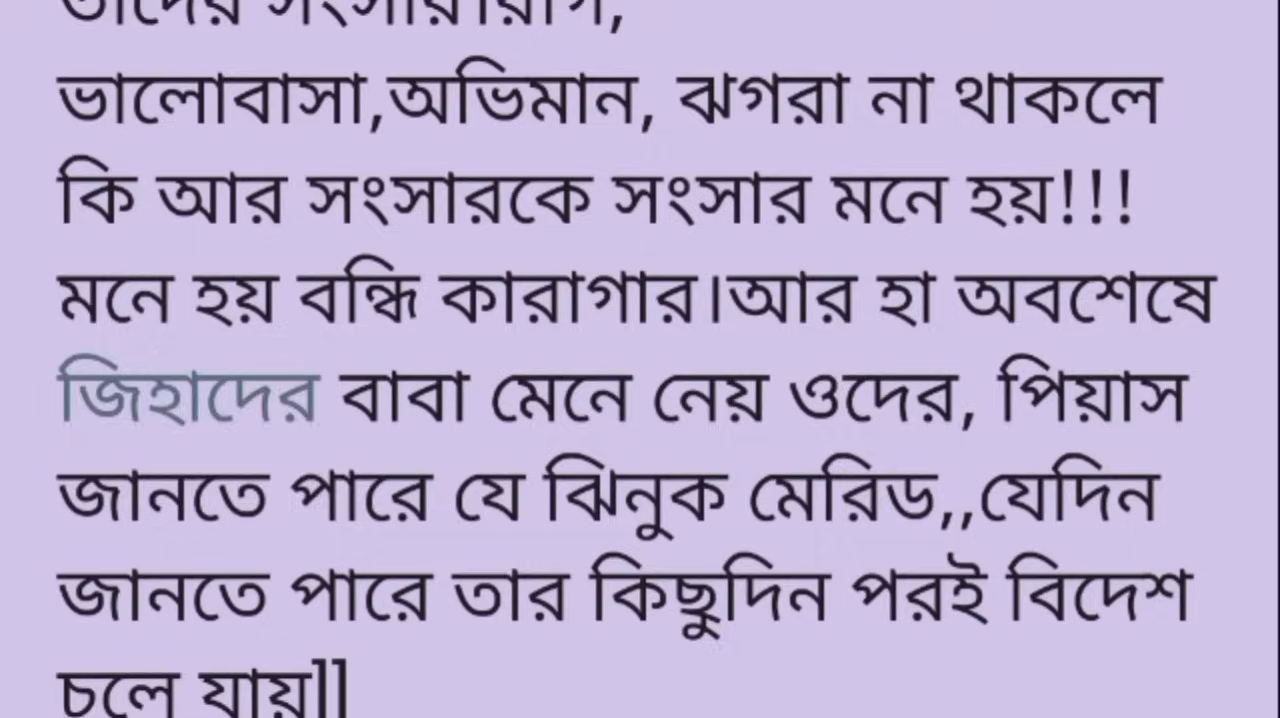 তাদের সংসার।রাগ,
ভালোবাসা,অভিমান, ঝগরা না থাকলে
কি আর সংসারকে সংসার মনে হয়!!!
মনে হয় বন্ধি কারাগার।আর হা অবশেষে
জিহাদের বাবা মেনে নেয় ওদের, পিয়াস
জানতে পারে যে ঝিনুক মেরিড,,যেদিন
জানতে পারে তার কিছুদিন পরই বিদেশ
চলে যায়]]